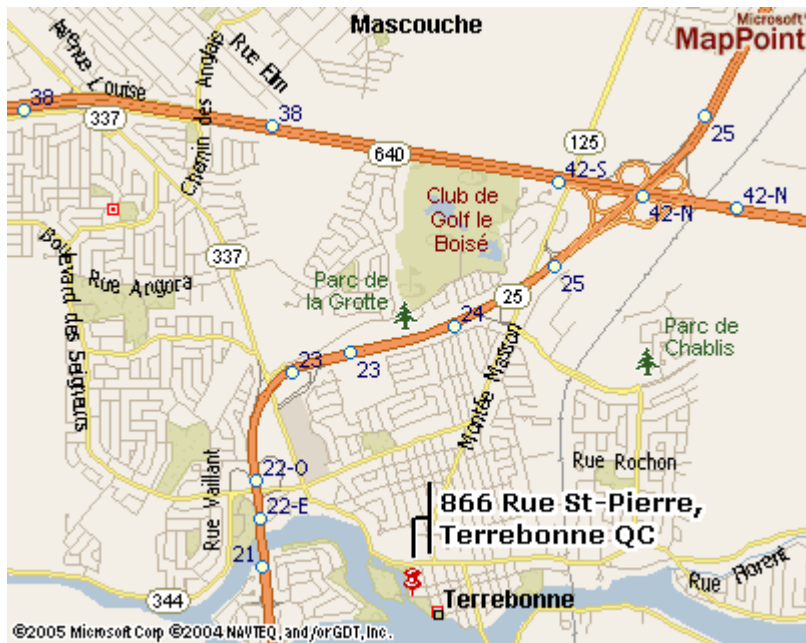 Mascouche
Microsoft®
MapPoint®
Avenue Louise
Chemin des Anglais
Rue Elm
38
337
38
640
125
25
42-S
42-N
42-N
Club de
Golf le
Boisé
337
Boulevard des Seigneurs
Rue Angora
Parc de
la Grotte
25
25
24
23
23
Parc de
Chablis
Montée Masson
Rue Vaillant
22-O
22-E
21
Rue Rochon
866 Rue St-Pierre,
Terrebonne QC
344
Terrebonne
Rue Florent
©2005 Microsoft Corp ©2004 NAVTEQ, and/or GDT, Inc.